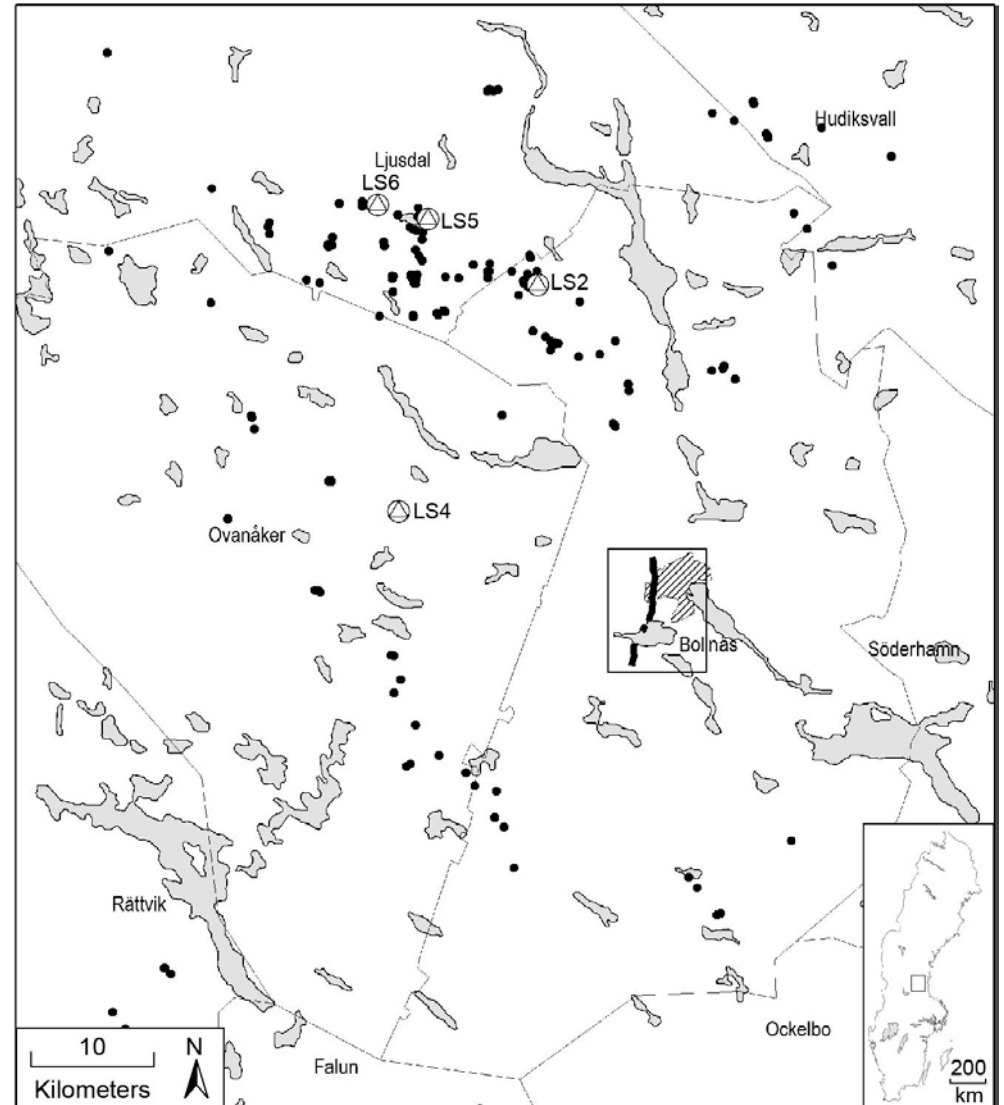 Hudiksvall
Ljusdal
LS6
LS5
LS2
LS4
Ovanåker
Bollnäs
Söderhamn
Rättvik
Ockelbo
Falun
10
Kilometers
N
200
km